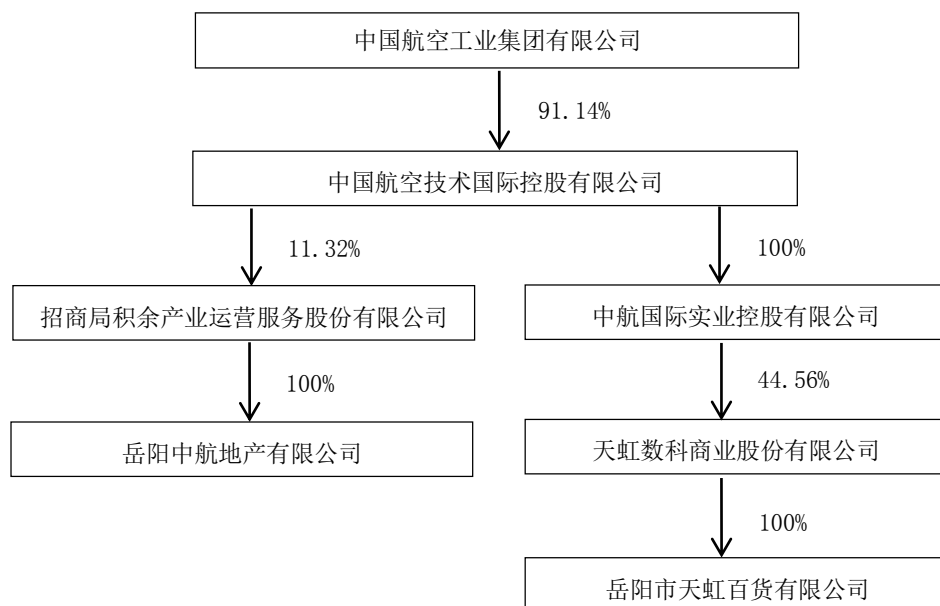 中国航空工业集团有限公司
91.14%
中国航空技术国际控股有限公司
11.32%
100%
招商局积余产业运营服务股份有限公司
中航国际实业控股有限公司
100%
44.56%
岳阳中航地产有限公司
天虹数科商业股份有限公司
100%
岳阳市天虹百货有限公司